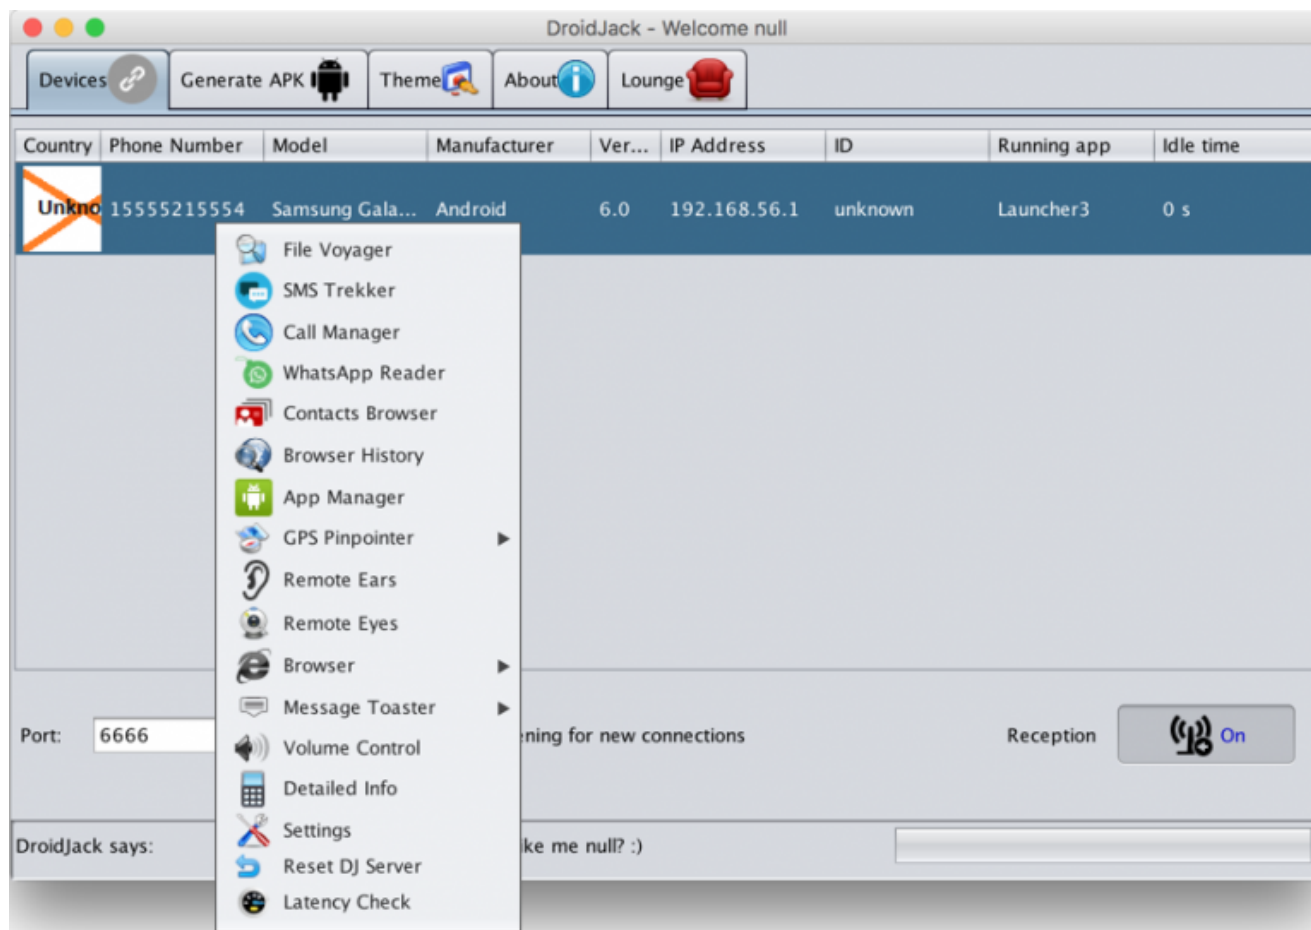 DroidJack - Welcome null
Devices Generate APK Theme About Lounge
Country Phone Number Model Manufacturer Ver... IP Address ID Running app Idle time
Unkno 15555215554 Samsung Gala... Android 6.0 192.168.56.1 unknown Launcher3 0 s
File Voyager
SMS Trekker
Call Manager
WhatsApp Reader
Contacts Browser
Browser History
App Manager
GPS Pinpointer
Remote Ears
Remote Eyes
Browser
Message Toaster
Volume Control
Detailed Info
Settings
Reset DJ Server
Latency Check
Port: 6666 ening for new connections Reception On
DroidJack says: ke me null? :)